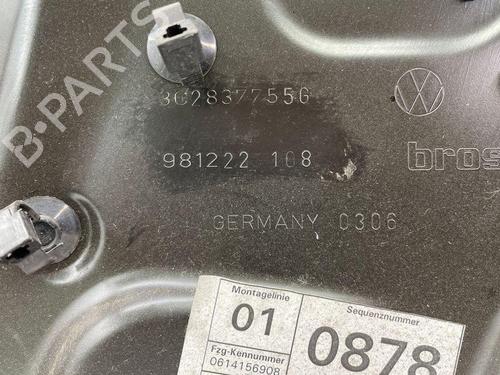 B-PARTS
3C2837755G
981222 108
bros
GERMANY 0306
Montagelinie
Sequenznummer
01
0878
Fzg-Kennummer
0614156908